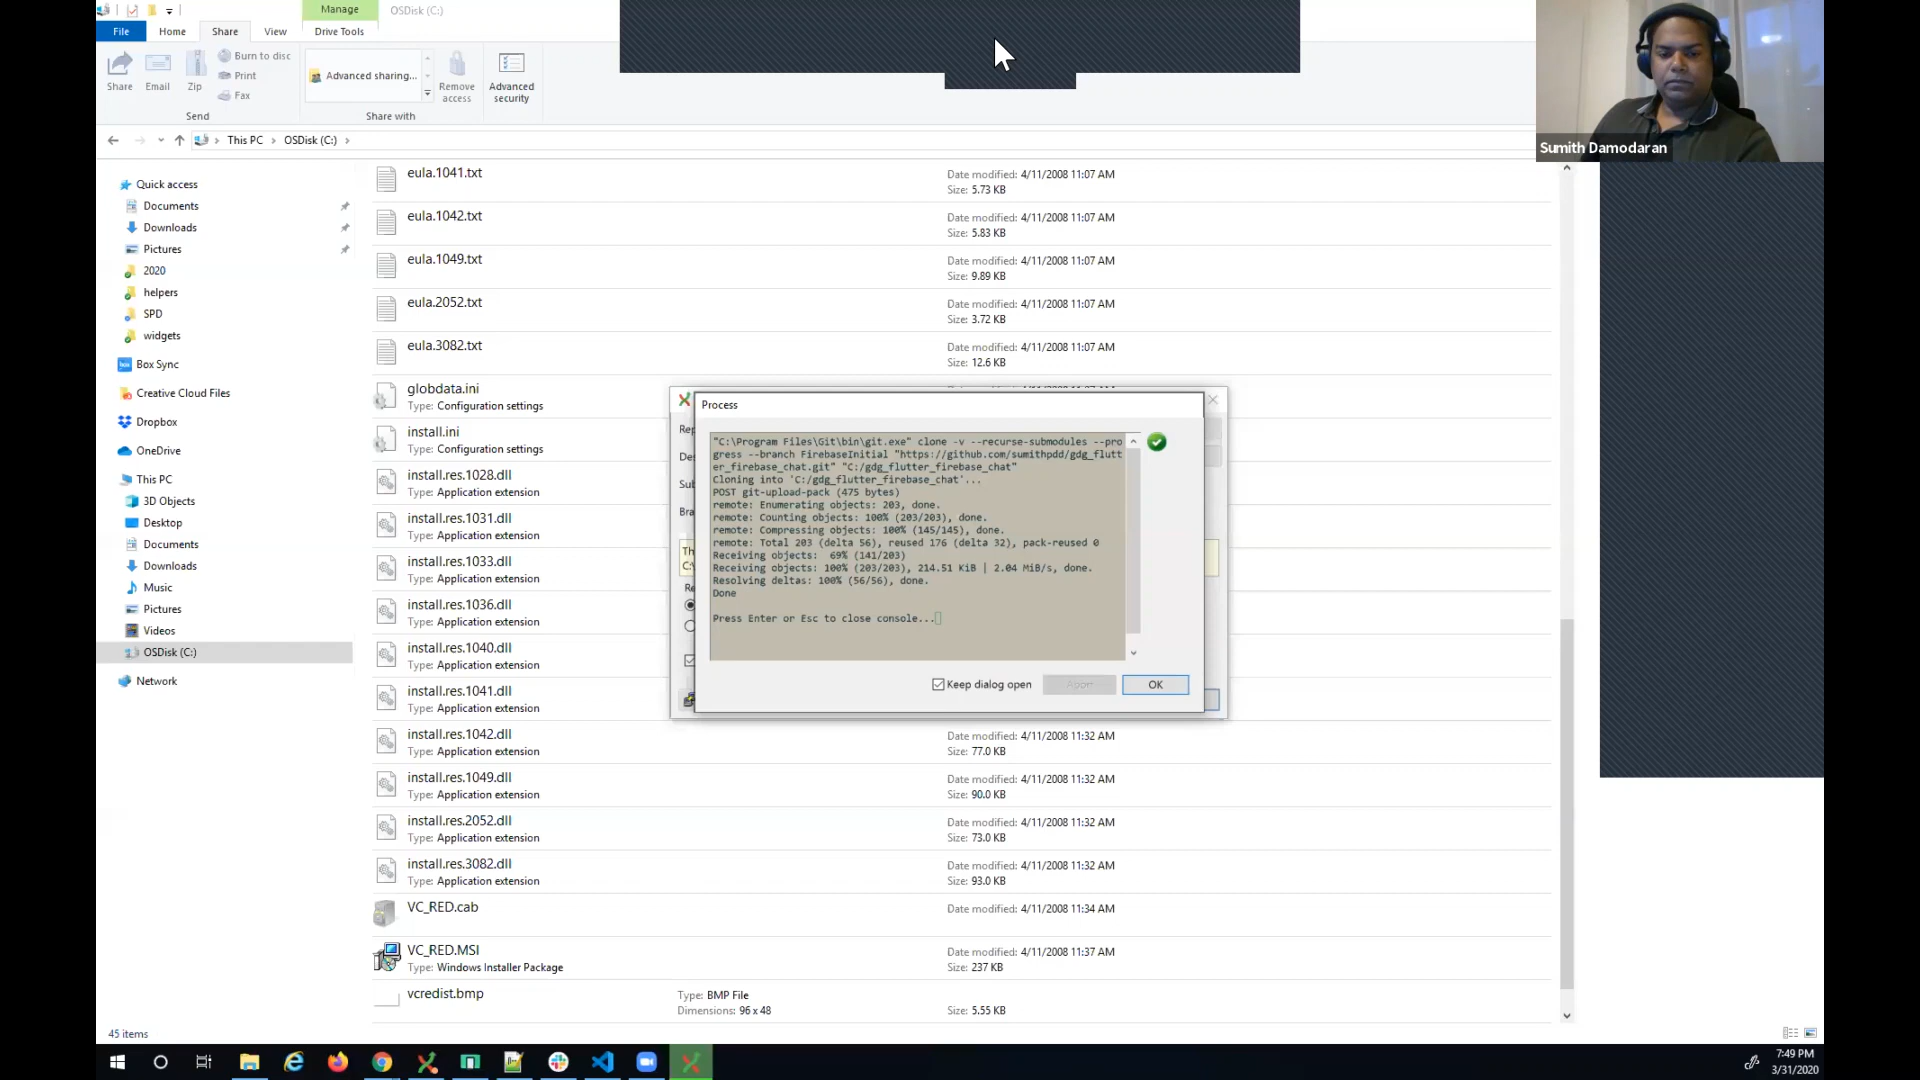 Manage
OSDisk (C:)
File
Home
Share
View
Drive Tools
Share
Email
Zip
Burn to disc
Print
Fax
Advanced sharing...
Remove access
Advanced security
Send
Share with
This PC
OSDisk (C:)
Sumith Damodaran
Quick access
Documents
Downloads
Pictures
2020
helpers
SPD
widgets
Box Sync
Creative Cloud Files
Dropbox
OneDrive
This PC
3D Objects
Desktop
Documents
Downloads
Music
Pictures
Videos
OSDisk (C:)
Network
eula.1041.txt
Date modified: 4/11/2008 11:07 AM
Size: 5.73 KB
eula.1042.txt
Date modified: 4/11/2008 11:07 AM
Size: 5.83 KB
eula.1049.txt
Date modified: 4/11/2008 11:07 AM
Size: 9.89 KB
eula.2052.txt
Date modified: 4/11/2008 11:07 AM
Size: 3.72 KB
eula.3082.txt
Date modified: 4/11/2008 11:07 AM
Size: 12.6 KB
globdata.ini
Type: Configuration settings
install.ini
Type: Configuration settings
install.res.1028.dll
Type: Application extension
install.res.1031.dll
Type: Application extension
install.res.1033.dll
Type: Application extension
install.res.1036.dll
Type: Application extension
install.res.1040.dll
Type: Application extension
install.res.1041.dll
Type: Application extension
install.res.1042.dll
Type: Application extension
Date modified: 4/11/2008 11:32 AM
Size: 77.0 KB
install.res.1049.dll
Type: Application extension
Date modified: 4/11/2008 11:32 AM
Size: 90.0 KB
install.res.2052.dll
Type: Application extension
Date modified: 4/11/2008 11:32 AM
Size: 73.0 KB
install.res.3082.dll
Type: Application extension
Date modified: 4/11/2008 11:32 AM
Size: 93.0 KB
VC_RED.cab
Date modified: 4/11/2008 11:34 AM
VC_RED.MSI
Type: Windows Installer Package
Date modified: 4/11/2008 11:37 AM
Size: 237 KB
vcredist.bmp
Type: BMP File
Dimensions: 96 x 48
Size: 5.55 KB
Process
"C:\Program Files\Git\bin\git.exe" clone -v --recurse-submodules --pro
gress --branch FirebaseInitial "https://github.com/sumithpdd/gdg_flutt
er_firebase_chat.git" "C:/gdg_flutter_firebase_chat"
Cloning into 'C:/gdg_flutter_firebase_chat'...
POST git-upload-pack (475 bytes)
remote: Enumerating objects: 203, done.
remote: Counting objects: 100% (203/203), done.
remote: Compressing objects: 100% (145/145), done.
remote: Total 203 (delta 56), reused 176 (delta 32), pack-reused 0
Receiving objects:  69% (141/203)
Receiving objects: 100% (203/203), 214.51 KiB | 2.04 MiB/s, done.
Resolving deltas: 100% (56/56), done.
Done
Press Enter or Esc to close console...
Keep dialog open
OK
45 items
7:49 PM
3/31/2020